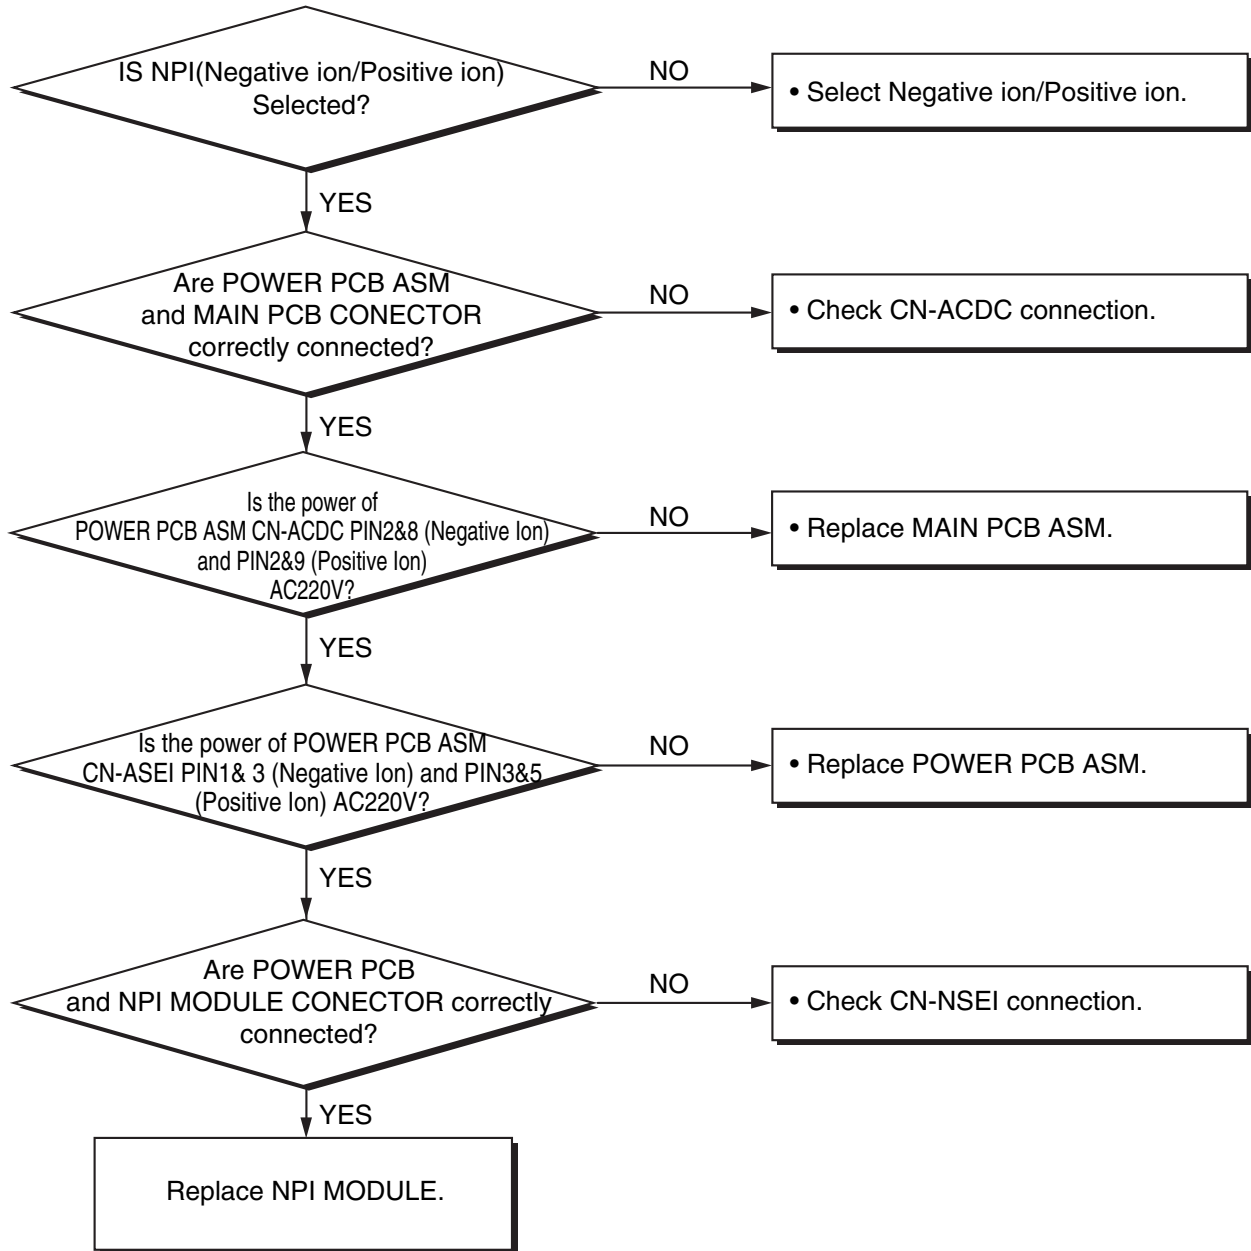 IS NPI(Negative ion/Positive ion)
Selected?
NO
• Select Negative ion/Positive ion.
YES
Are POWER PCB ASM
and MAIN PCB CONECTOR
correctly connected?
NO
• Check CN-ACDC connection.
YES
Is the power of
POWER PCB ASM CN-ACDC PIN2&8 (Negative Ion)
and PIN2&9 (Positive Ion)
AC220V?
NO
• Replace MAIN PCB ASM.
YES
Is the power of POWER PCB ASM
CN-ASEI PIN1& 3 (Negative Ion) and PIN3&5
(Positive Ion) AC220V?
NO
• Replace POWER PCB ASM.
YES
Are POWER PCB
and NPI MODULE CONECTOR correctly
connected?
NO
• Check CN-NSEI connection.
YES
Replace NPI MODULE.